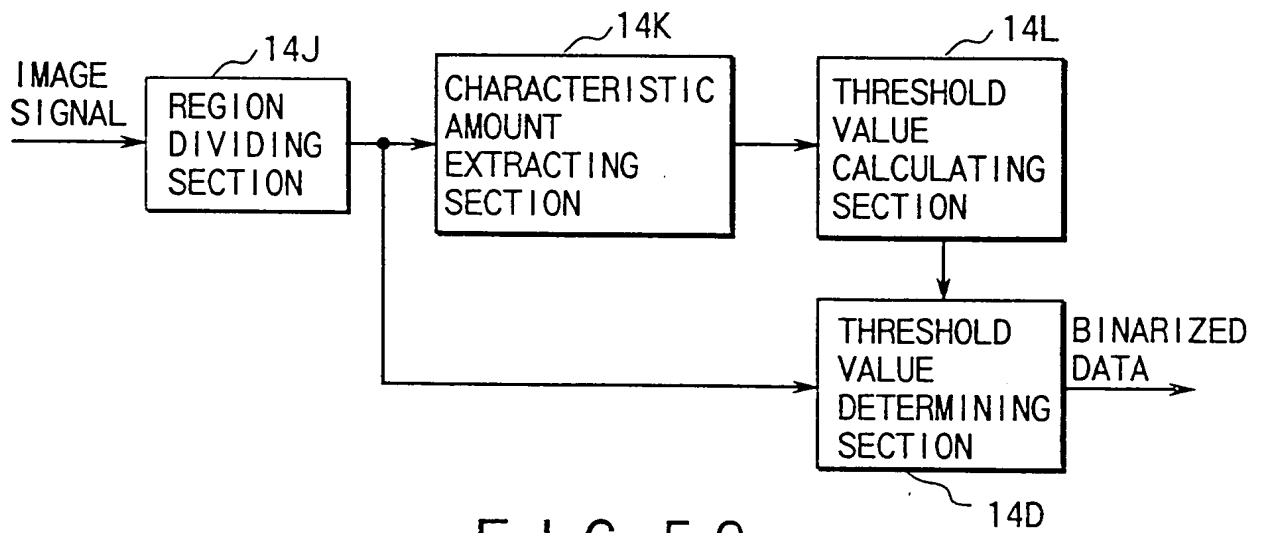 14J
14K
14L
IMAGE
SIGNAL
REGION
DIVIDING
SECTION
CHARACTERISTIC
AMOUNT
EXTRACTING
SECTION
THRESHOLD
VALUE
CALCULATING
SECTION
THRESHOLD
VALUE
DETERMINING
SECTION
BINARIZED
DATA
14D